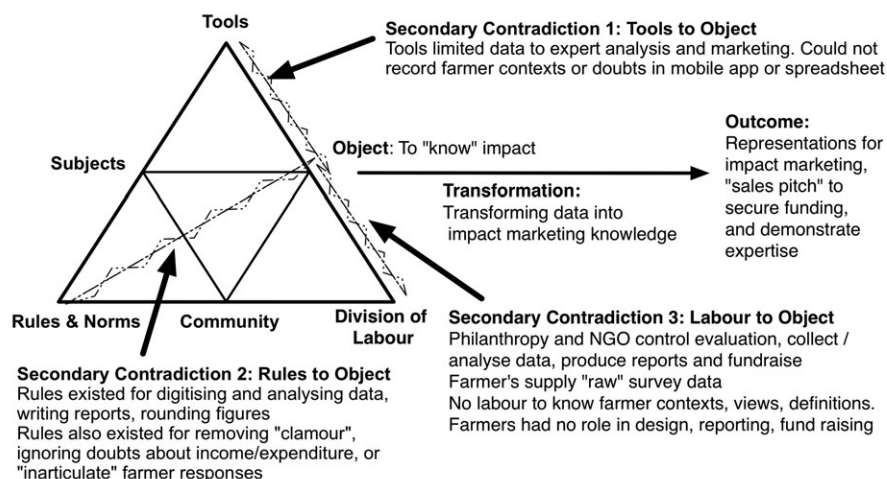 Tools
Secondary Contradiction 1: Tools to Object
Tools limited data to expert analysis and marketing. Could not
record farmer contexts or doubts in mobile app or spreadsheet
Subjects
Object: To "know" impact
Transformation:
Transforming data into
impact marketing knowledge
Outcome:
Representations for
impact marketing,
"sales pitch" to
secure funding,
and demonstrate
expertise
Rules & Norms
Community
Division of
Labour
Secondary Contradiction 2: Rules to Object
Rules existed for digitising and analysing data,
writing reports, rounding figures
Rules also existed for removing "clamour",
ignoring doubts about income/expenditure, or
"inarticulate" farmer responses
Secondary Contradiction 3: Labour to Object
Philanthropy and NGO control evaluation, collect /
analyse data, produce reports and fundraise
Farmer's supply "raw" survey data
No labour to know farmer contexts, views, definitions.
Farmers had no role in design, reporting, fund raising